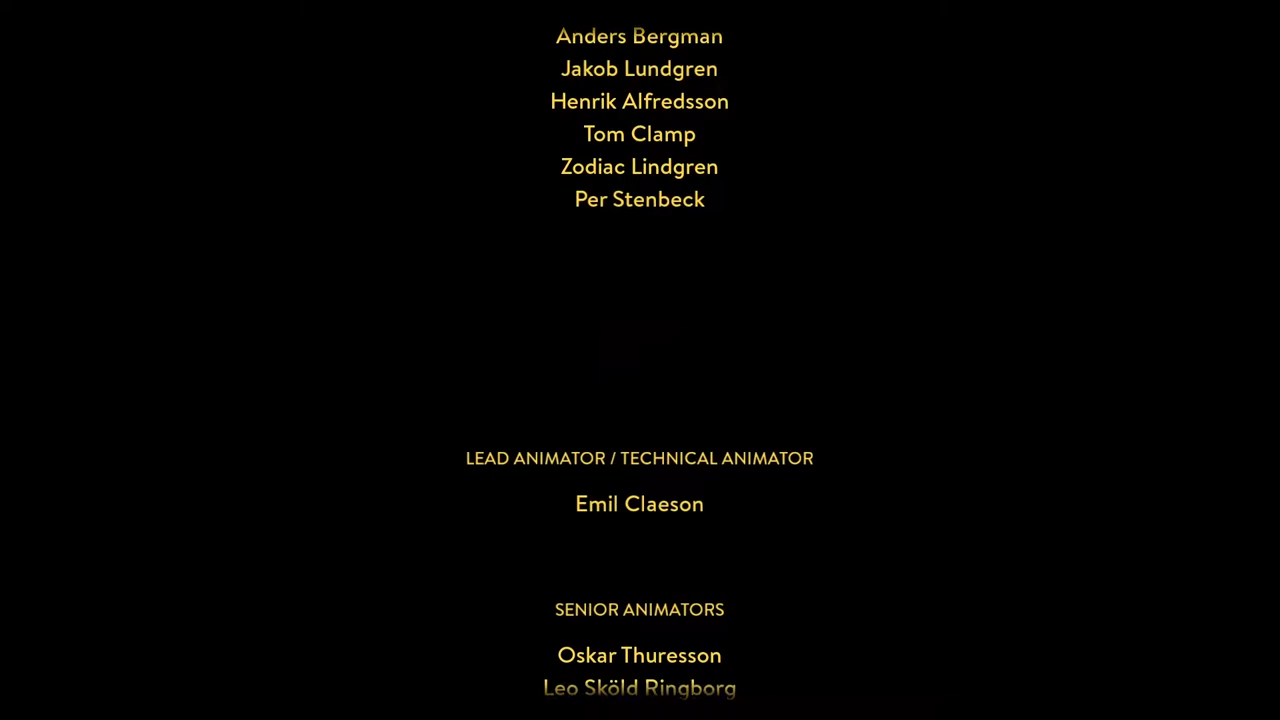 Anders Bergman
Jakob Lundgren
Henrik Alfredsson
Tom Clamp
Zodiac Lindgren
Per Stenbeck
LEAD ANIMATOR / TECHNICAL ANIMATOR
Emil Claeson
SENIOR ANIMATORS
Oskar Thuresson
Leo Sköld Ringborg